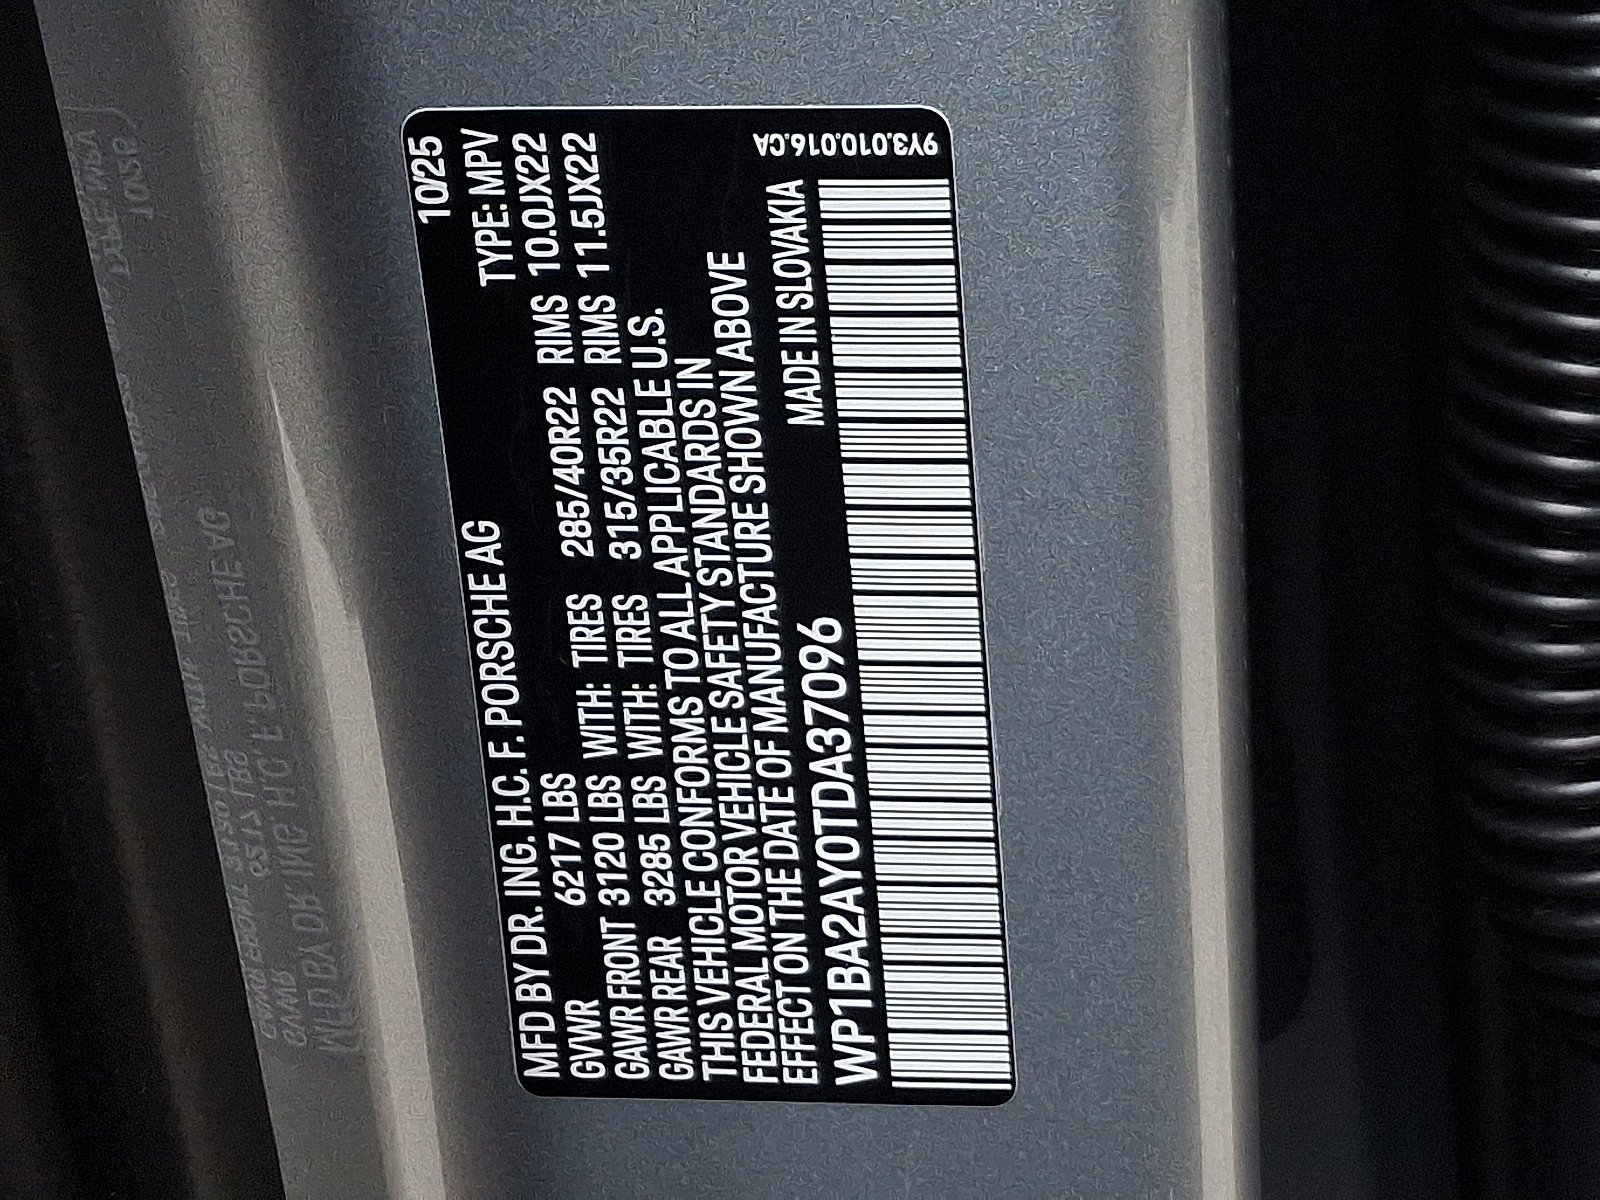 MFD BY DR. ING. H.C. F. PORSCHE AG 10/25
GVWR 6217 LBS TYPE: MPV
GAWR FRONT 3120 LBS WITH: TIRES 285/40R22 RIMS 10.0JX22
GAWR REAR 3285 LBS WITH: TIRES 315/35R22 RIMS 11.5JX22
THIS VEHICLE CONFORMS TO ALL APPLICABLE U.S.
FEDERAL MOTOR VEHICLE SAFETY STANDARDS IN
EFFECT ON THE DATE OF MANUFACTURE SHOWN ABOVE
WP1BA2AY0TDA37096 MADE IN SLOVAKIA
9Y3.010.016.CA